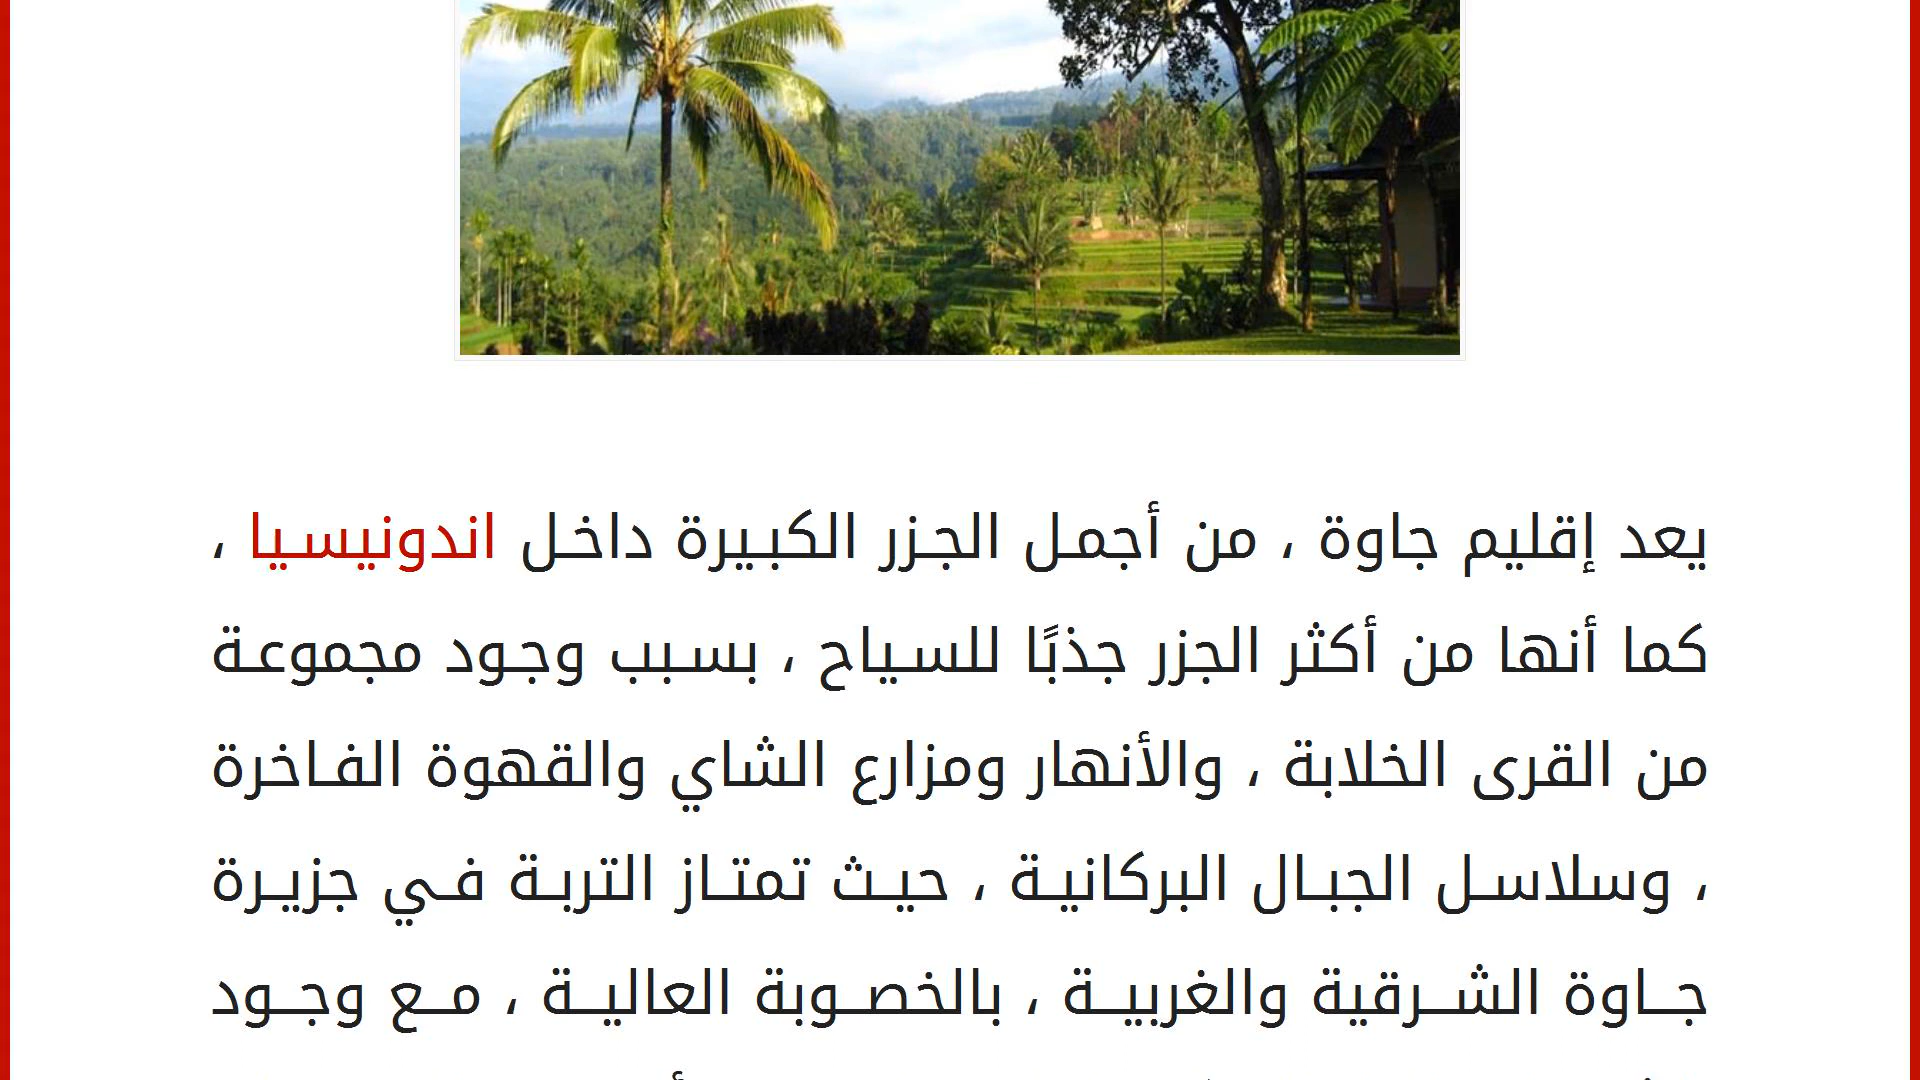 يعد إقليم جاوة ، من أجمل الجزر الكبيرة داخل اندونيسيا ،
كما أنها من أكثر الجزر جذبًا للسياح ، بسبب وجود مجموعة
من القرى الخلابة ، والأنهار ومزارع الشاي والقهوة الفاخرة
، وسلاسل الجبال البركانية ، حيث تمتاز التربة في جزيرة
جاوة الشرقية والغربية ، بالخصوبة العالية ، مع وجود